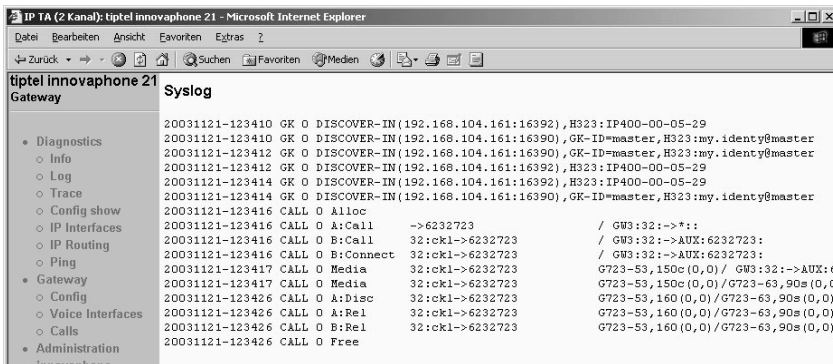 IP TA (2 Kanal): tiptel innovaphone 21 - Microsoft Internet Explorer
Datei Bearbeiten Ansicht Favoriten Extras ?
Zurück Suchen Favoriten Medien
tiptel innovaphone 21
Gateway
Diagnostics
Info
Log
Trace
Config show
IP Interfaces
IP Routing
Ping
Gateway
Config
Voice Interfaces
Calls
Administration
Syslog
20031121-123410 GK 0 DISCOVER-IN(192.168.104.161:16392),H323:IP400-00-05-29
20031121-123410 GK 0 DISCOVER-IN(192.168.104.161:16390),GK-ID=master,H323:my.identy@master
20031121-123412 GK 0 DISCOVER-IN(192.168.104.161:16390),GK-ID=master,H323:my.identy@master
20031121-123412 GK 0 DISCOVER-IN(192.168.104.161:16392),H323:IP400-00-05-29
20031121-123414 GK 0 DISCOVER-IN(192.168.104.161:16392),H323:IP400-00-05-29
20031121-123414 GK 0 DISCOVER-IN(192.168.104.161:16390),GK-ID=master,H323:my.identy@master
20031121-123416 CALL 0 Alloc
20031121-123416 CALL 0 A:Call ->6232723 / GW3:32:->*::
20031121-123416 CALL 0 B:Call 32:ckl->6232723 / GW3:32:->AUX:6232723:
20031121-123416 CALL 0 B:Connect 32:ckl->6232723 / GW3:32:->AUX:6232723:
20031121-123417 CALL 0 Media 32:ckl->6232723 G723-53,150c(0,0)/ GW3:32:->AUX:
20031121-123417 CALL 0 Media 32:ckl->6232723 G723-53,150c(0,0)/G723-63,90s(0,
20031121-123426 CALL 0 A:Disc 32:ckl->6232723 G723-53,160(0,0)/G723-63,90s(0,0)
20031121-123426 CALL 0 A:Rel 32:ckl->6232723 G723-53,160(0,0)/G723-63,90s(0,0)
20031121-123426 CALL 0 B:Rel 32:ckl->6232723 G723-53,160(0,0)/G723-63,90s(0,0)
20031121-123426 CALL 0 Free